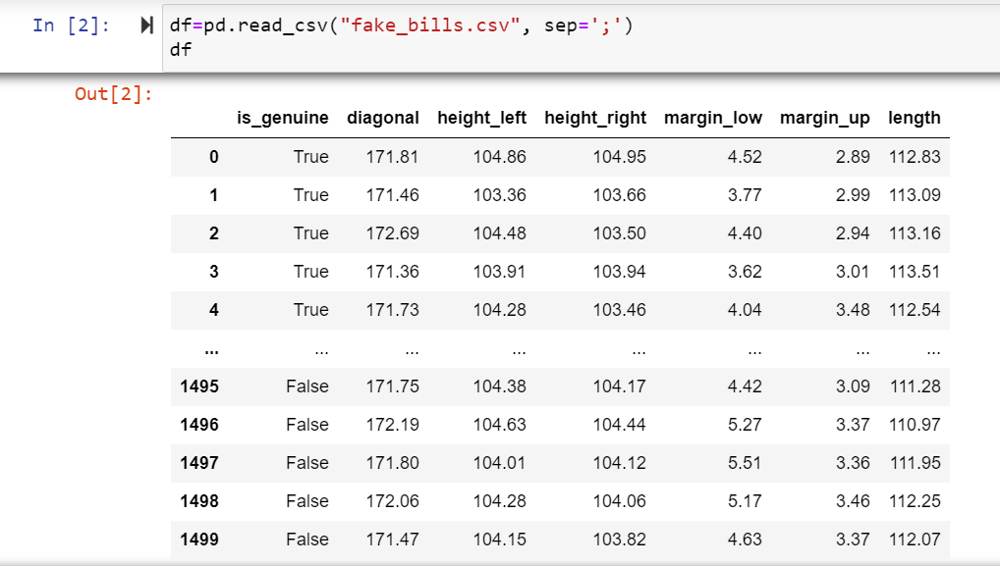 In [2]: df=pd.read_csv("fake_bills.csv", sep=';')
df
Out[2]:
is_genuine diagonal height_left height_right margin_low margin_up length
0 True 171.81 104.86 104.95 4.52 2.89 112.83
1 True 171.46 103.36 103.66 3.77 2.99 113.09
2 True 172.69 104.48 103.50 4.40 2.94 113.16
3 True 171.36 103.91 103.94 3.62 3.01 113.51
4 True 171.73 104.28 103.46 4.04 3.48 112.54
... ... ... ... ... ... ... ...
1495 False 171.75 104.38 104.17 4.42 3.09 111.28
1496 False 172.19 104.63 104.44 5.27 3.37 110.97
1497 False 171.80 104.01 104.12 5.51 3.36 111.95
1498 False 172.06 104.28 104.06 5.17 3.46 112.25
1499 False 171.47 104.15 103.82 4.63 3.37 112.07